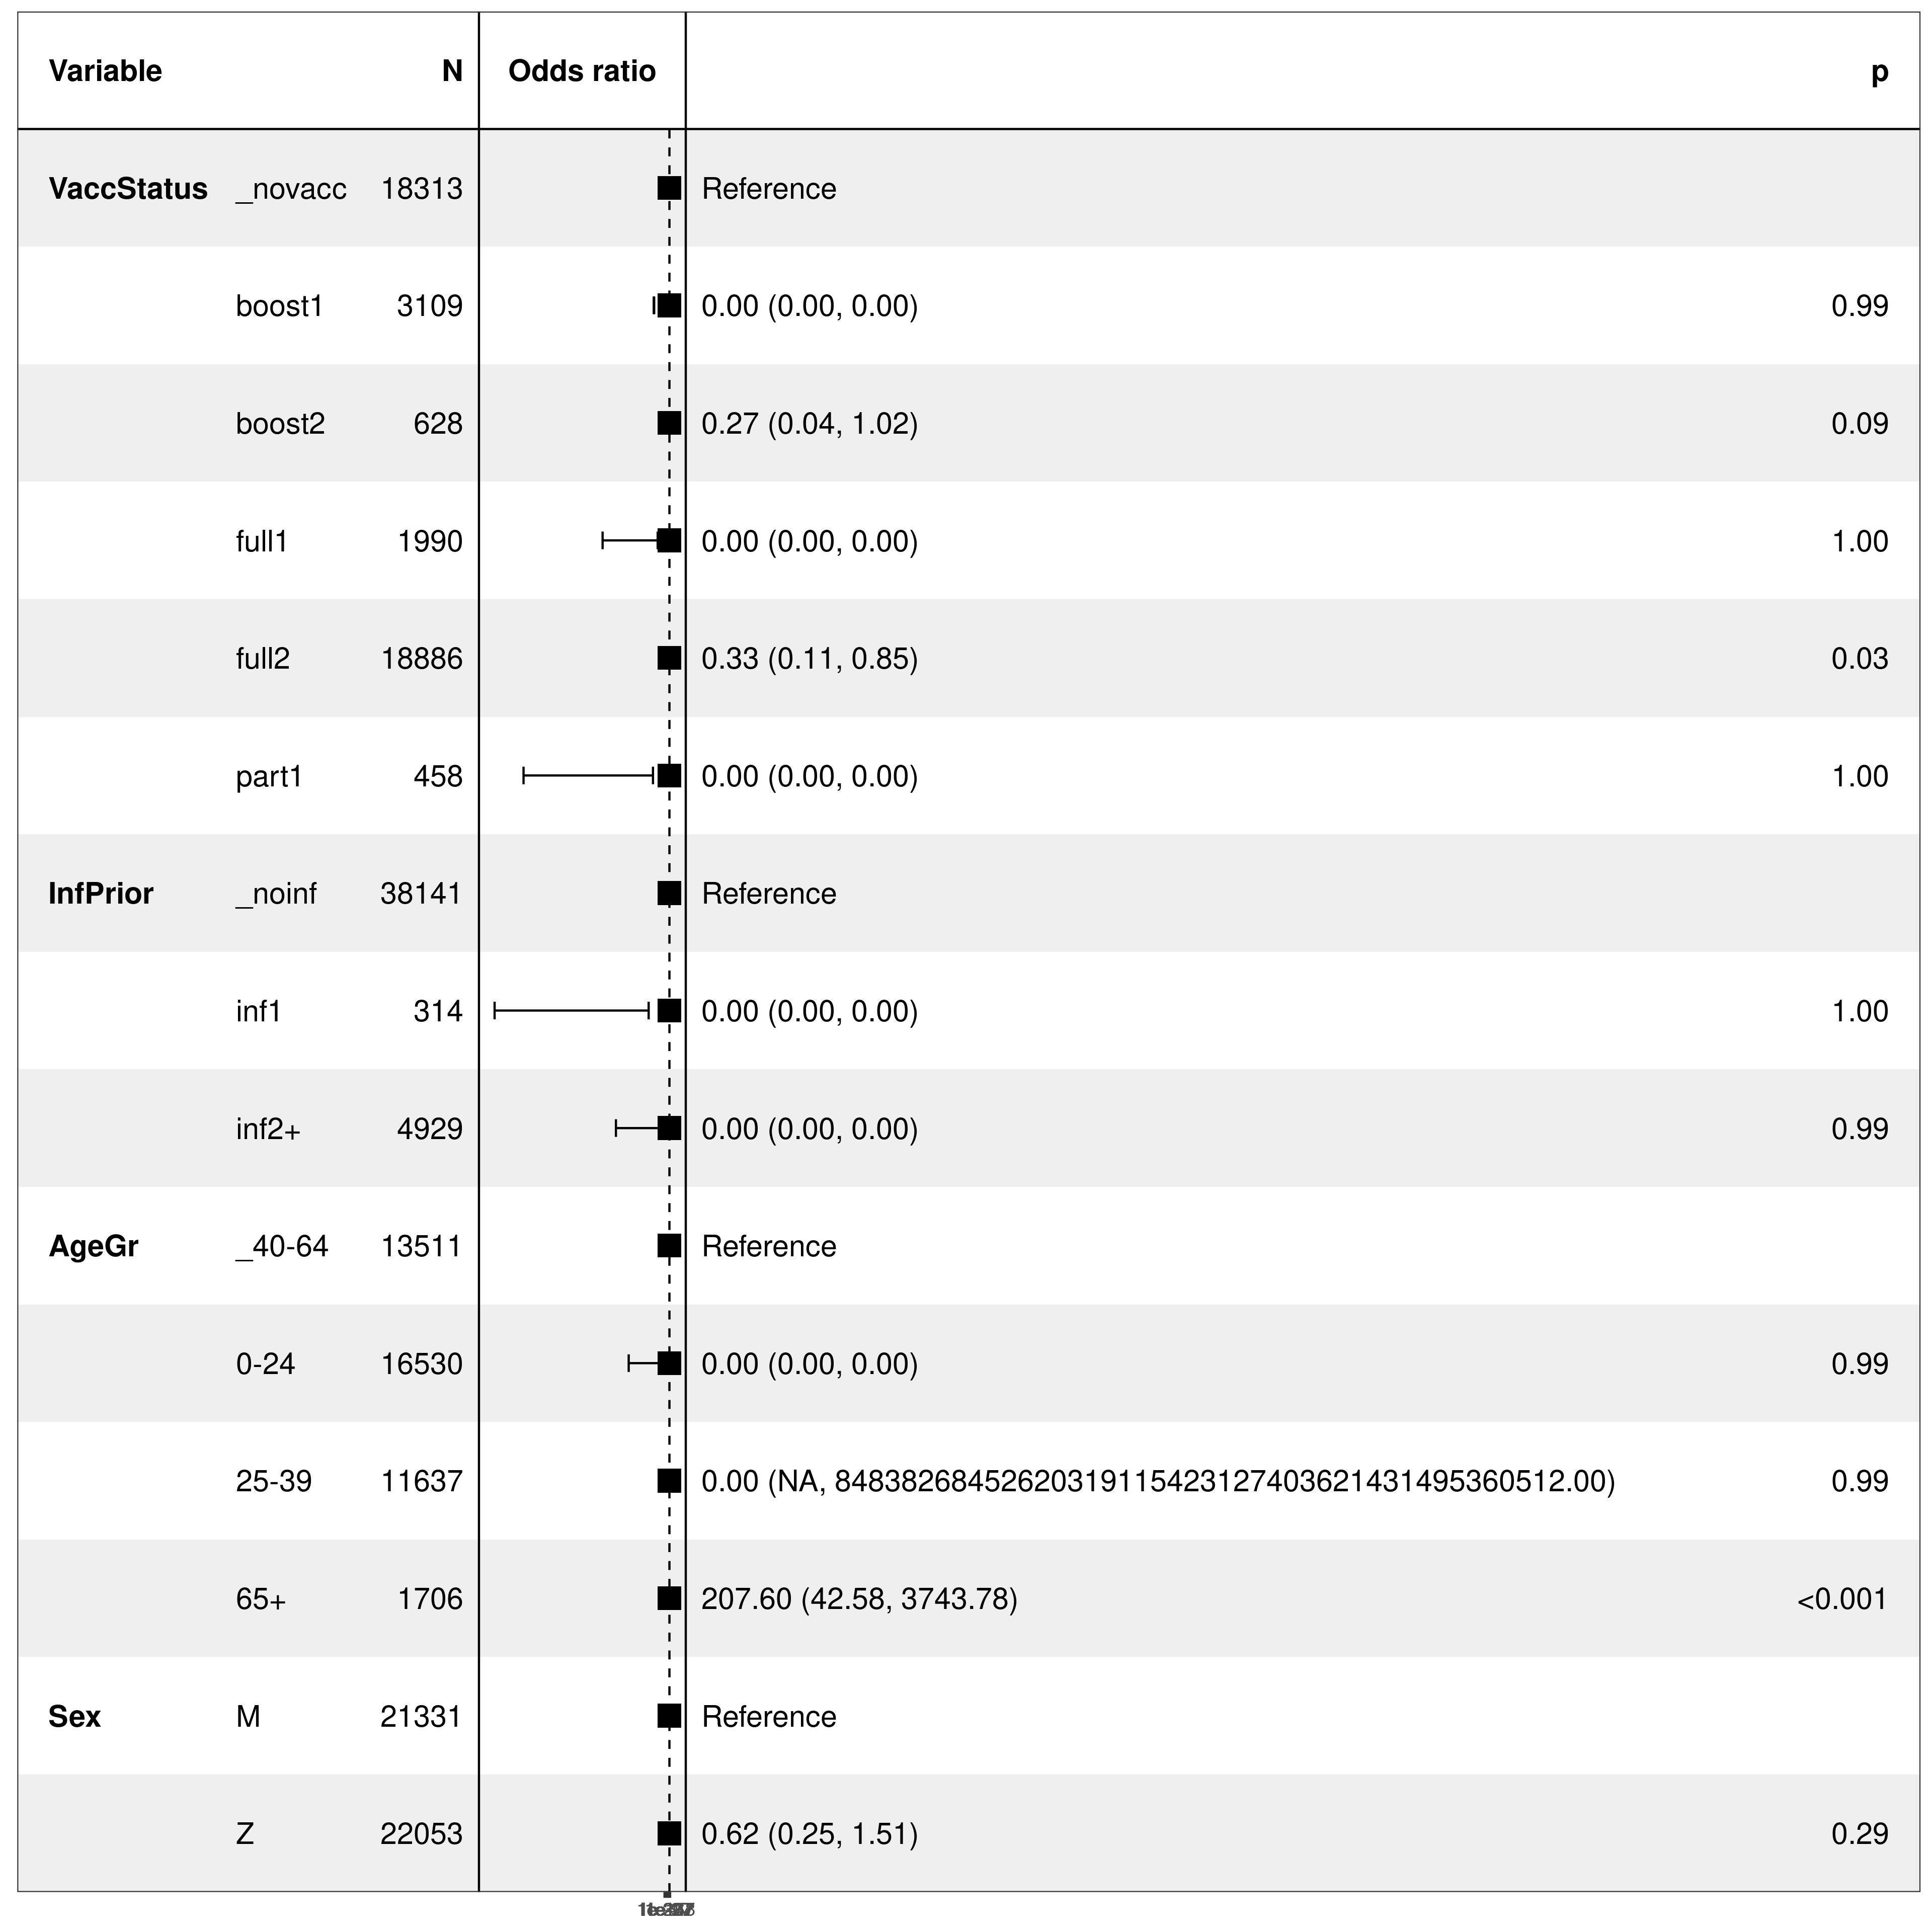 Variable N Odds ratio p
VaccStatus _novacc 18313 Reference
boost1 3109 0.00 (0.00, 0.00) 0.99
boost2 628 0.27 (0.04, 1.02) 0.09
full1 1990 0.00 (0.00, 0.00) 1.00
full2 18886 0.33 (0.11, 0.85) 0.03
part1 458 0.00 (0.00, 0.00) 1.00
InfPrior _noinf 38141 Reference
inf1 314 0.00 (0.00, 0.00) 1.00
inf2+ 4929 0.00 (0.00, 0.00) 0.99
AgeGr _40-64 13511 Reference
0-24 16530 0.00 (0.00, 0.00) 0.99
25-39 11637 0.00 (NA, 848382684526203191154231274036214314953605​12.00) 0.99
65+ 1706 207.60 (42.58, 3743.78) <0.001
Sex M 21331 Reference
Z 22053 0.62 (0.25, 1.51) 0.29